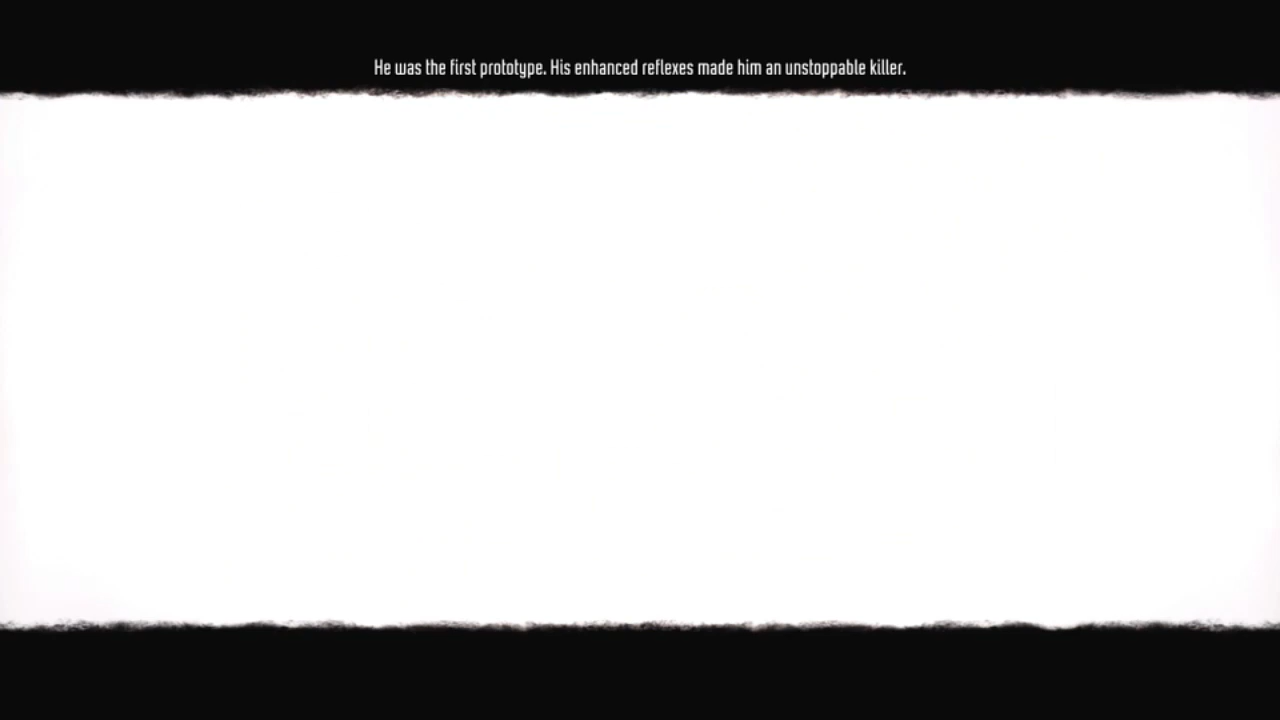 He was the first prototype. His enhanced reflexes made him an unstoppable killer.